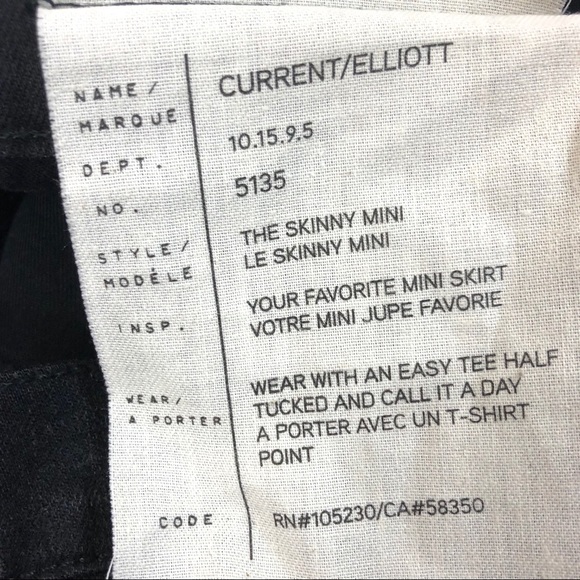 NAME / CURRENT/ELLIOTT
MARQUE
DEPT. 10.15.9.5
NO. 5135
STYLE/ THE SKINNY MINI
MODÈLE LE SKINNY MINI
INSP. YOUR FAVORITE MINI SKIRT
VOTRE MINI JUPE FAVORIE
WEAR/ WEAR WITH AN EASY TEE HALF
A PORTER TUCKED AND CALL IT A DAY
A PORTER AVEC UN T-SHIRT
POINT
CODE RN#105230/CA#58350